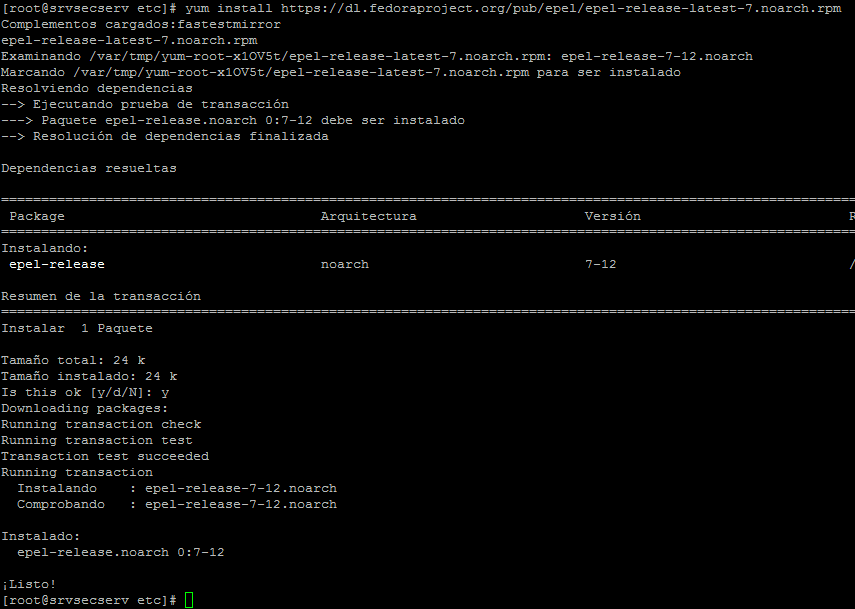 [root@srvsecserv etc]# yum install https://dl.fedoraproject.org/pub/epel/epel-release-latest-7.noarch.rpm
Complementos cargados:fastestmirror
epel-release-latest-7.noarch.rpm
Examinando /var/tmp/yum-root-x1OV5t/epel-release-latest-7.noarch.rpm: epel-release-7-12.noarch
Marcando /var/tmp/yum-root-x1OV5t/epel-release-latest-7.noarch.rpm para ser instalado
Resolviendo dependencias
--> Ejecutando prueba de transacción
---> Paquete epel-release.noarch 0:7-12 debe ser instalado
--> Resolución de dependencias finalizada
Dependencias resueltas
================================================================================
Package Arquitectura Versión R
================================================================================
Instalando:
epel-release noarch 7-12 /
Resumen de la transacción
================================================================================
Instalar 1 Paquete
Tamaño total: 24 k
Tamaño instalado: 24 k
Is this ok [y/d/N]: y
Downloading packages:
Running transaction check
Running transaction test
Transaction test succeeded
Running transaction
Instalando : epel-release-7-12.noarch
Comprobando : epel-release-7-12.noarch
Instalado:
epel-release.noarch 0:7-12
¡Listo!
[root@srvsecserv etc]#